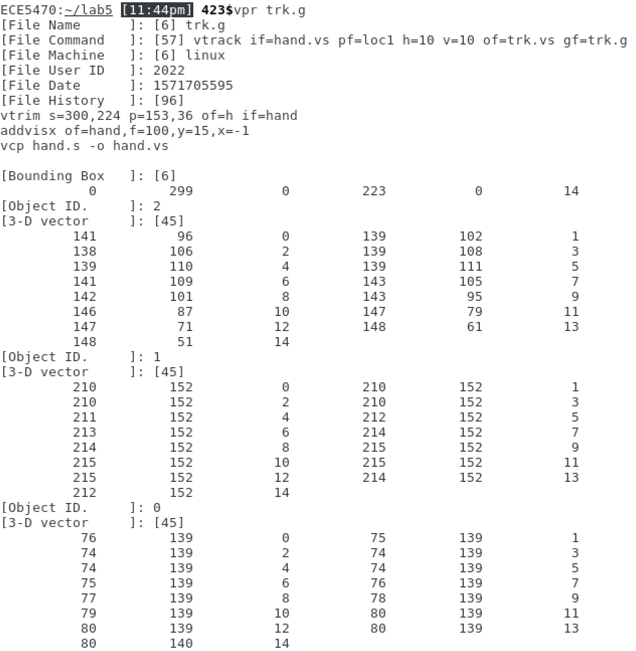 ECE5470:~/lab5 [11:44pm] 423$vpr trk.g
[File Name     ]: [6] trk.g
[File Command  ]: [57] vtrack if=hand.vs pf=loc1 h=10 v=10 of=trk.vs gf=trk.g
[File Machine  ]: [6] linux
[File User ID  ]: 2022
[File Date     ]: 1571705595
[File History  ]: [96]
vtrim s=300,224 p=153,36 of=h if=hand
addvisx of=hand,f=100,y=15,x=-1
vcp hand.s -o hand.vs
[Bounding Box  ]: [6]
0 299 0 223 0 14
[Object ID.    ]: 2
[3-D vector    ]: [45]
141 96 0 139 102 1
138 106 2 139 108 3
139 110 4 139 111 5
141 109 6 143 105 7
142 101 8 143 95 9
146 87 10 147 79 11
147 71 12 148 61 13
148 51 14
[Object ID.    ]: 1
[3-D vector    ]: [45]
210 152 0 210 152 1
210 152 2 210 152 3
211 152 4 212 152 5
213 152 6 214 152 7
214 152 8 215 152 9
215 152 10 215 152 11
215 152 12 214 152 13
212 152 14
[Object ID.    ]: 0
[3-D vector    ]: [45]
76 139 0 75 139 1
74 139 2 74 139 3
74 139 4 74 139 5
75 139 6 76 139 7
77 139 8 78 139 9
79 139 10 80 139 11
80 139 12 80 139 13
80 140 14